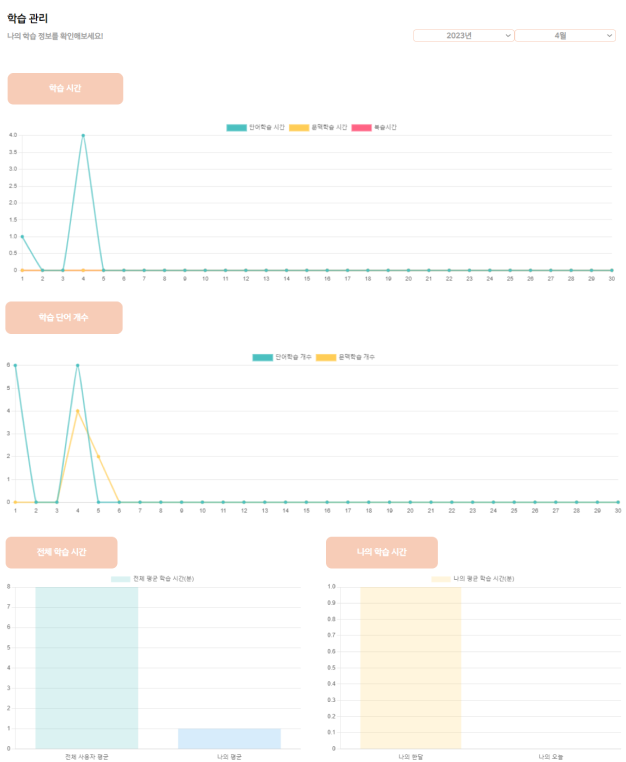 학습 관리
나의 학습 정보를 확인해보세요!
2023년 4월
학습 시간
단어학습 시간 문맥학습 시간 복습시간
4.0
3.5
3.0
2.5
2.0
1.5
1.0
0.5
0
1 2 3 4 5 6 7 8 9 10 11 12 13 14 15 16 17 18 19 20 21 22 23 24 25 26 27 28 29 30
학습 단어 개수
단어학습 개수 문맥학습 개수
6
5
4
3
2
1
0
1 2 3 4 5 6 7 8 9 10 11 12 13 14 15 16 17 18 19 20 21 22 23 24 25 26 27 28 29 30
전체 학습 시간
전체 평균 학습 시간(분)
8
7
6
5
4
3
2
1
0
전체 사용자 평균 나의 평균
나의 학습 시간
나의 평균 학습 시간(분)
1.0
0.9
0.8
0.7
0.6
0.5
0.4
0.3
0.2
0.1
0
나의 한달 나의 오늘